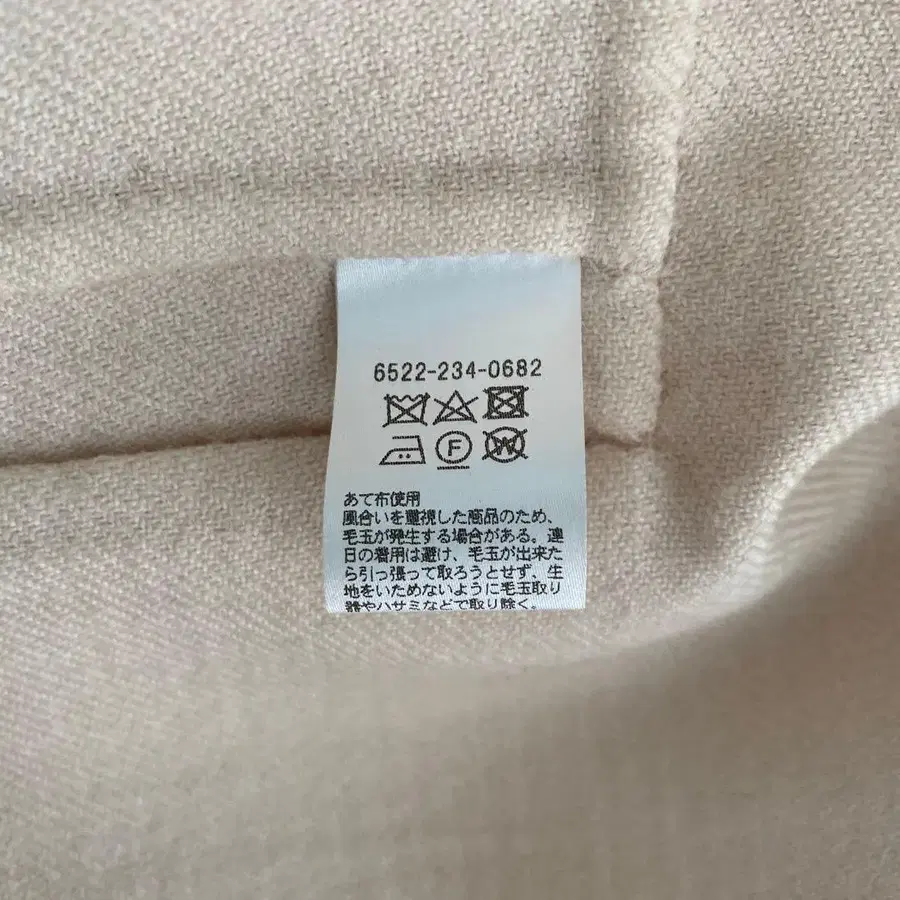 6522-234-0682
F
W
あて布使用
風合いを重視した商品のため、
毛玉が発生する場合がある。連
日の着用は避け、毛玉が出来た
ら引っ張って取ろうとせず、生
地をいためないように毛玉取り
器やハサミなどで取り除く。